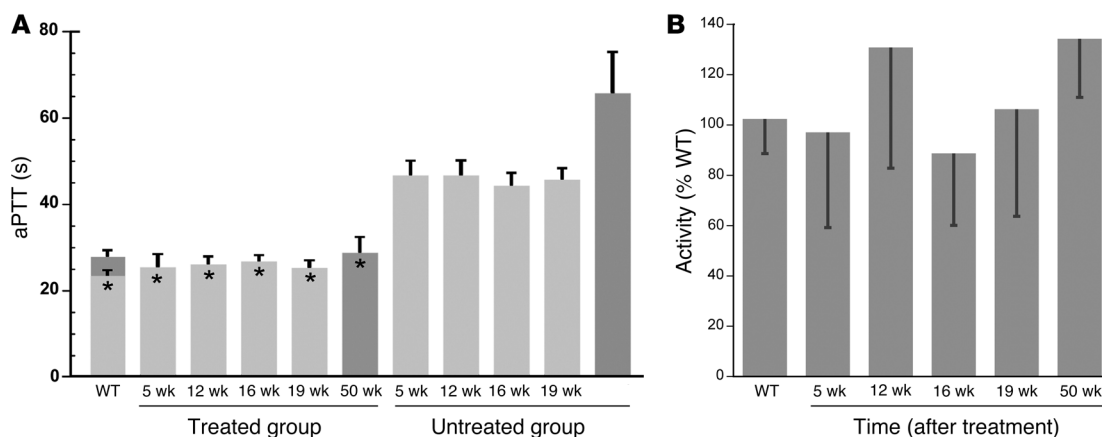 A
80
60
40
20
0
aPTT (s)
*
*
*
*
*
*
WT
5 wk
12 wk
16 wk
19 wk
50 wk
5 wk
12 wk
16 wk
19 wk
Treated group
Untreated group
B
140
120
100
80
60
40
20
0
Activity (% WT)
WT
5 wk
12 wk
16 wk
19 wk
50 wk
Time (after treatment)